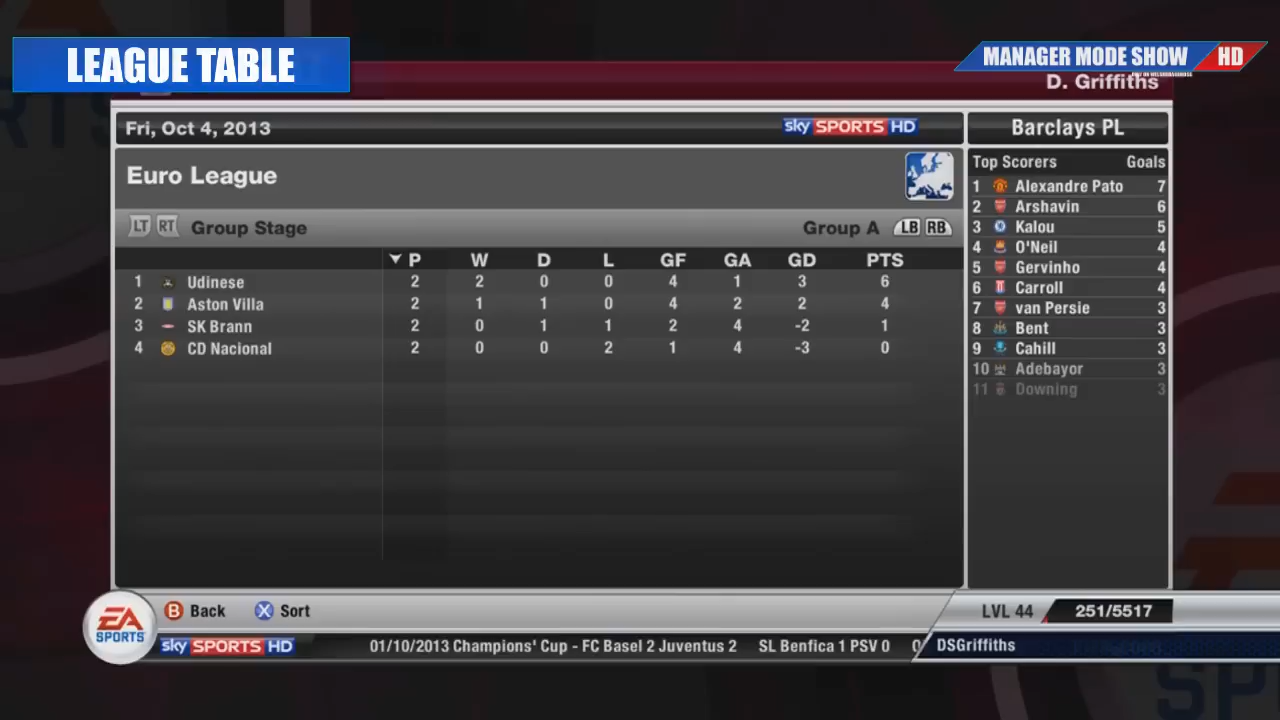 LEAGUE TABLE
MANAGER MODE SHOW HD
D. Griffiths
Fri, Oct 4, 2013
sky SPORTS HD
Barclays PL
Euro League
LT RT Group Stage
Group A LB RB
P W D L GF GA GD PTS
1 Udinese 2 2 0 0 4 1 3 6
2 Aston Villa 2 1 1 0 4 2 2 4
3 SK Brann 2 0 1 1 2 4 -2 1
4 CD Nacional 2 0 0 2 1 4 -3 0
Top Scorers Goals
1 Alexandre Pato 7
2 Arshavin 6
3 Kalou 5
4 O'Neil 4
5 Gervinho 4
6 Carroll 4
7 van Persie 3
8 Bent 3
9 Cahill 3
10 Adebayor 3
11 Downing 3
B Back X Sort
LVL 44 251/5517
EA SPORTS
sky SPORTS HD
01/10/2013 Champions' Cup - FC Basel 2 Juventus 2 SL Benfica 1 PSV 0
DSGriffiths
SPORTS
SP